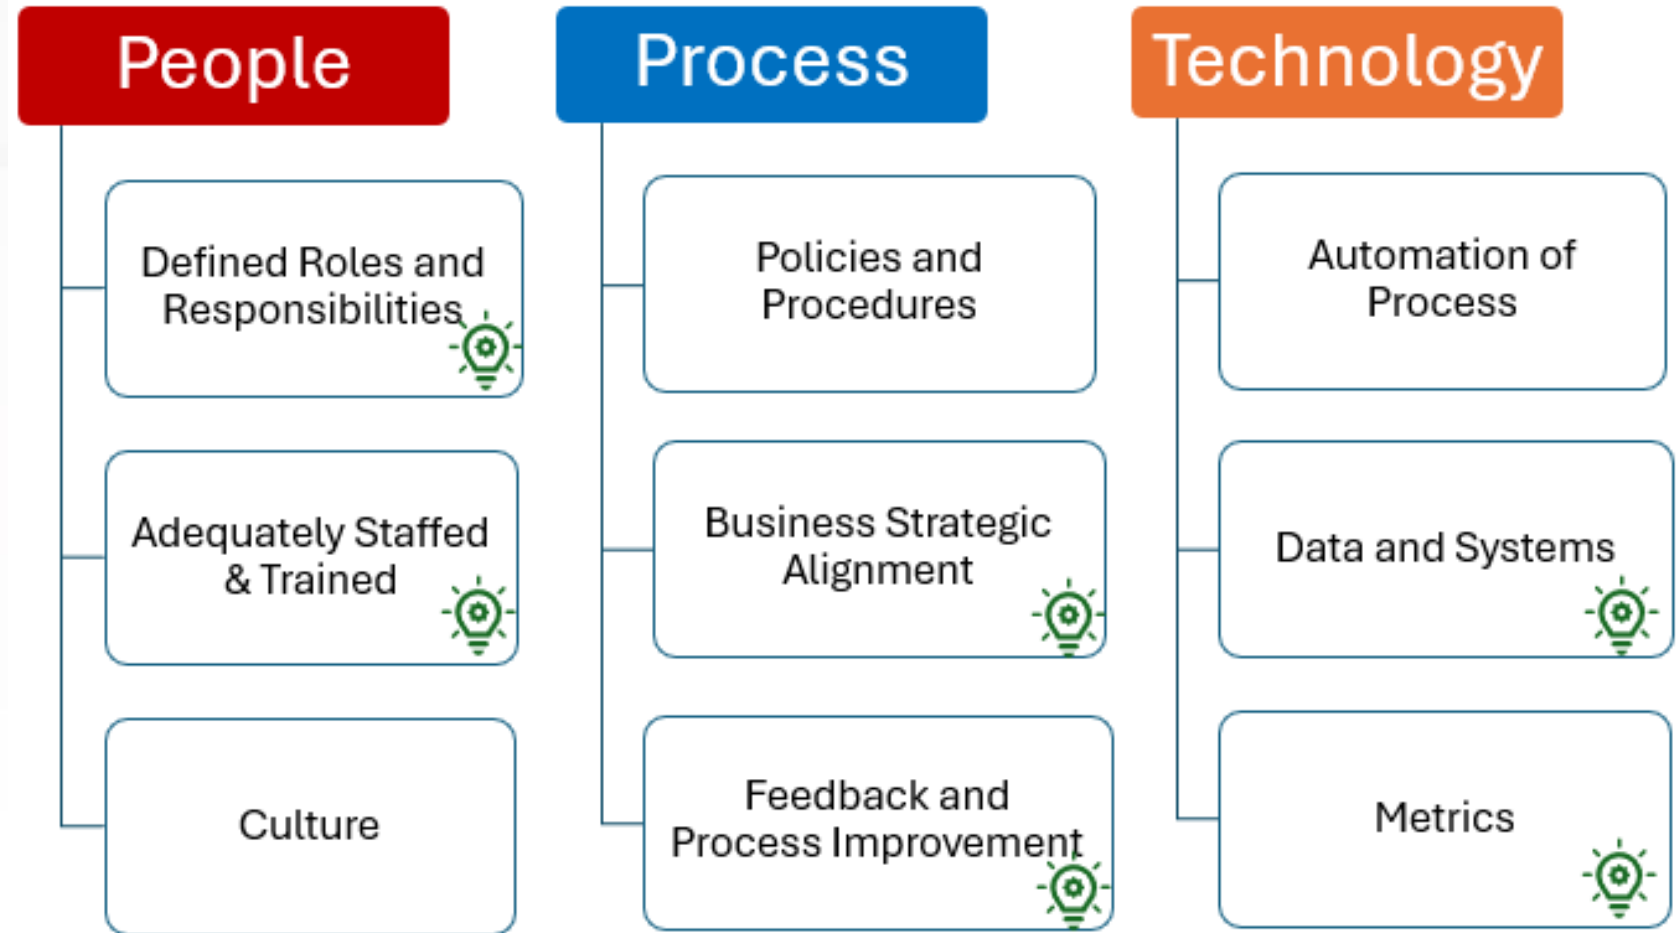 People
Defined Roles and
Responsibilities
Adequately Staffed
& Trained
Culture
Process
Policies and
Procedures
Business Strategic
Alignment
Feedback and
Process Improvement
Technology
Automation of
Process
Data and Systems
Metrics